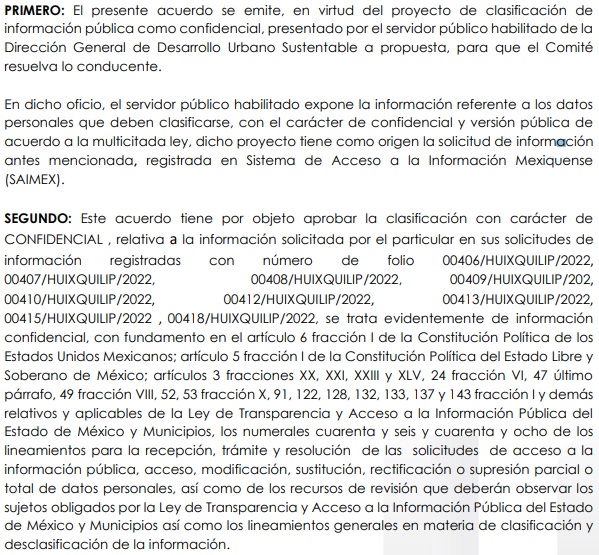 PRIMERO: El presente acuerdo se emite, en virtud del proyecto de clasificación de
información pública como confidencial, presentado por el servidor público habilitado de la
Dirección General de Desarrollo Urbano Sustentable a propuesta, para que el Comité
resuelva lo conducente.
En dicho oficio, el servidor público habilitado expone la información referente a los datos
personales que deben clasificarse, con el carácter de confidencial y versión pública de
acuerdo a la multicitada ley, dicho proyecto tiene como origen la solicitud de información
antes mencionada, registrada en Sistema de Acceso a la Información Mexiquense
(SAIMEX).
SEGUNDO: Este acuerdo tiene por objeto aprobar la clasificación con carácter de
CONFIDENCIAL , relativa a la información solicitada por el particular en sus solicitudes de
información registradas con número de folio 00406/HUIXQUILIP/2022,
00407/HUIXQUILIP/2022, 00408/HUIXQUILIP/2022, 00409/HUIXQUILIP/202,
00410/HUIXQUILIP/2022, 00412/HUIXQUILIP/2022, 00413/HUIXQUILIP/2022,
00415/HUIXQUILIP/2022 , 00418/HUIXQUILIP/2022, se trata evidentemente de información
confidencial, con fundamento en el artículo 6 fracción I de la Constitución Política de los
Estados Unidos Mexicanos; artículo 5 fracción I de la Constitución Política del Estado Libre y
Soberano de México; artículos 3 fracciones XX, XXI, XXIII y XLV, 24 fracción VI, 47 último
párrafo, 49 fracción VIII, 52, 53 fracción X, 91, 122, 128, 132, 133, 137 y 143 fracción I y demás
relativos y aplicables de la Ley de Transparencia y Acceso a la Información Pública del
Estado de México y Municipios, los numerales cuarenta y seis y cuarenta y ocho de los
lineamientos para la recepción, trámite y resolución de las solicitudes de acceso a la
información pública, acceso, modificación, sustitución, rectificación o supresión parcial o
total de datos personales, así como de los recursos de revisión que deberán observar los
sujetos obligados por la Ley de Transparencia y Acceso a la Información Pública del Estado
de México y Municipios así como los lineamientos generales en materia de clasificación y
desclasificación de la información.